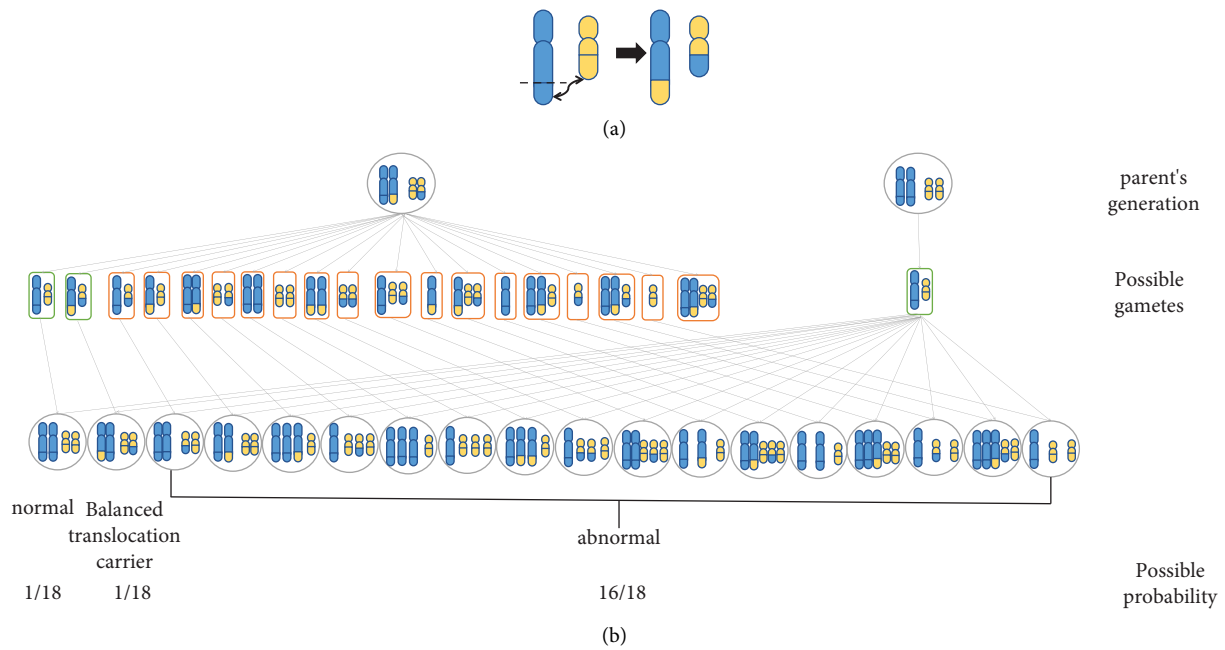 (a)
parent's
generation
Possible
gametes
normal
Balanced
translocation
carrier
abnormal
1/18
1/18
16/18
Possible
probability
(b)